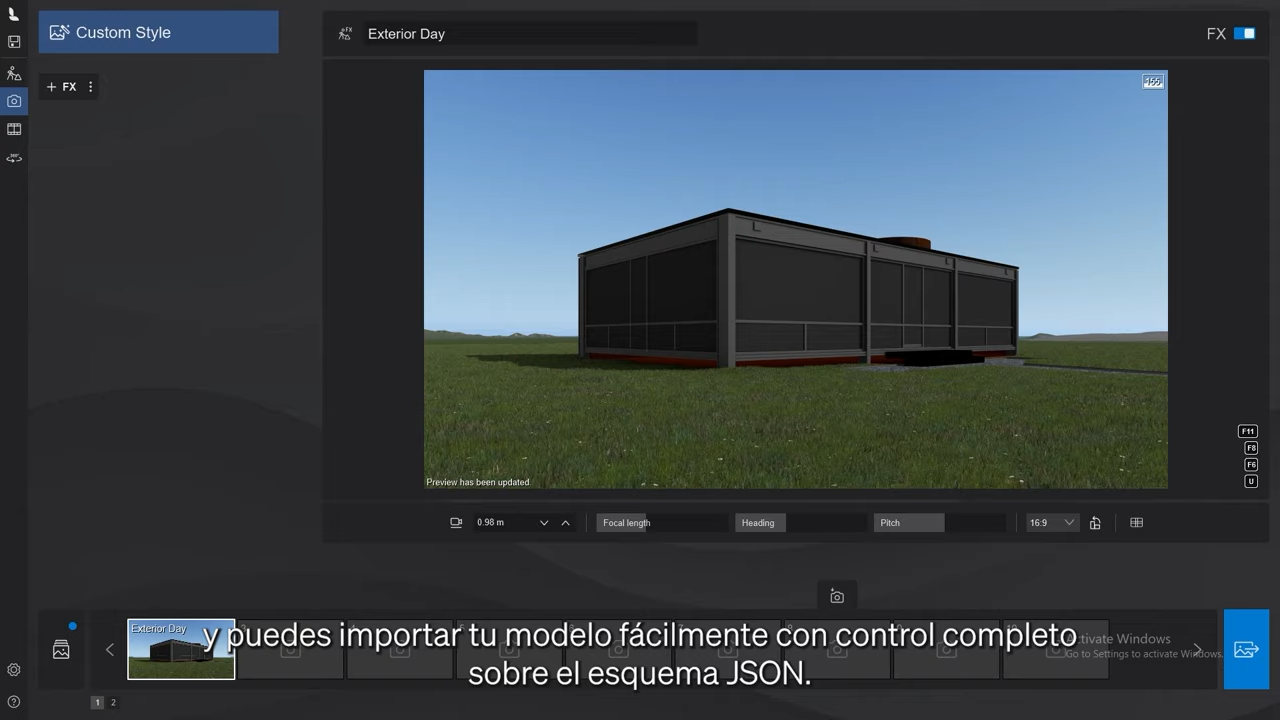 Custom Style
Exterior Day
FX
+ FX
155
F11
F8
F6
U
Preview has been updated
0.98 m
Focal length
Heading
Pitch
16:9
Exterior Day
y puedes importar tu modelo fácilmente con control completo
sobre el esquema JSON.
Activate Windows
Go to Settings to activate Windows.
1
2